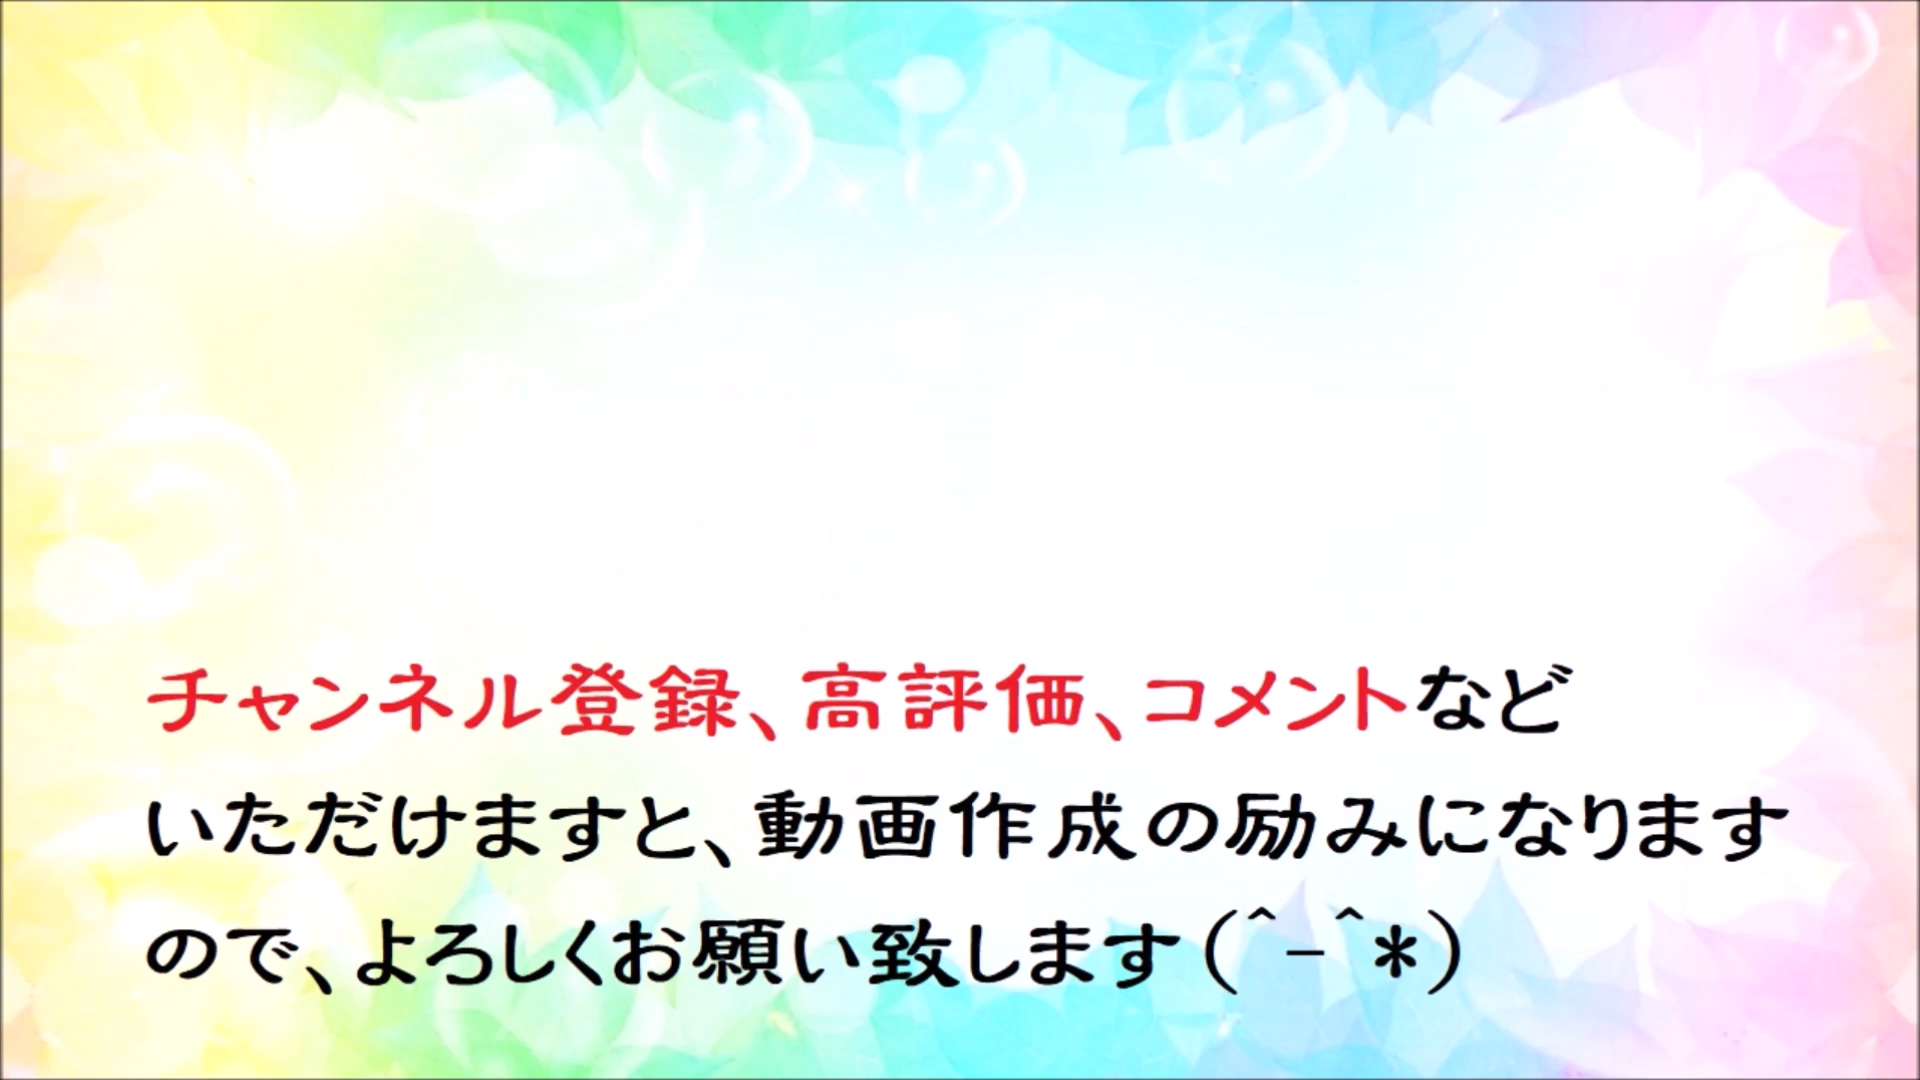 チャンネル登録、高評価、コメントなど
いただけますと、動画作成の励みになります
ので、よろしくお願い致します(^-^*)